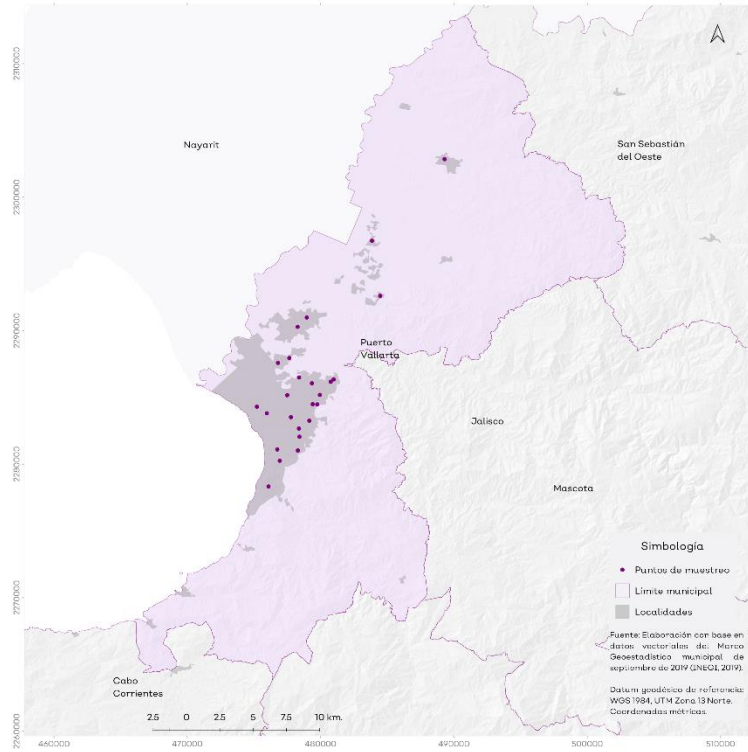 2310000
Nayarit
San Sebastián
del Oeste
2300000
2290000
Puerto
Vallarta
Jalisco
2280000
Mascota
Simbología
Puntos de muestreo
Límite municipal
Localidades
2270000
Fuente: Elaboración con base en
datos vectoriales de: Marco
Geoestadístico municipal de
septiembre de 2019 (INEGI, 2019).
Cabo
Corrientes
Datum geodésico de referencia:
WGS 1984, UTM Zona 13 Norte.
Coordenadas métricas.
2.5 0 2.5 5 7.5 10 km.
2260000
460000 470000 480000 490000 500000 510000